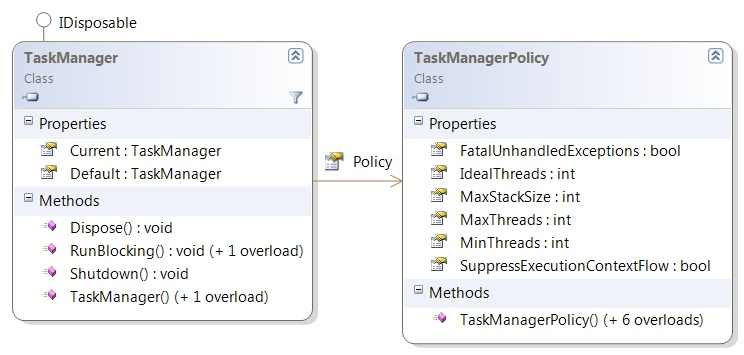 IDisposable
TaskManager
Class
Properties
Current : TaskManager
Default : TaskManager
Methods
Dispose() : void
RunBlocking() : void (+ 1 overload)
Shutdown() : void
TaskManager() (+ 1 overload)
Policy
TaskManagerPolicy
Class
Properties
FatalUnhandledExceptions : bool
IdealThreads : int
MaxStackSize : int
MaxThreads : int
MinThreads : int
SuppressExecutionContextFlow : bool
Methods
TaskManagerPolicy() (+ 6 overloads)